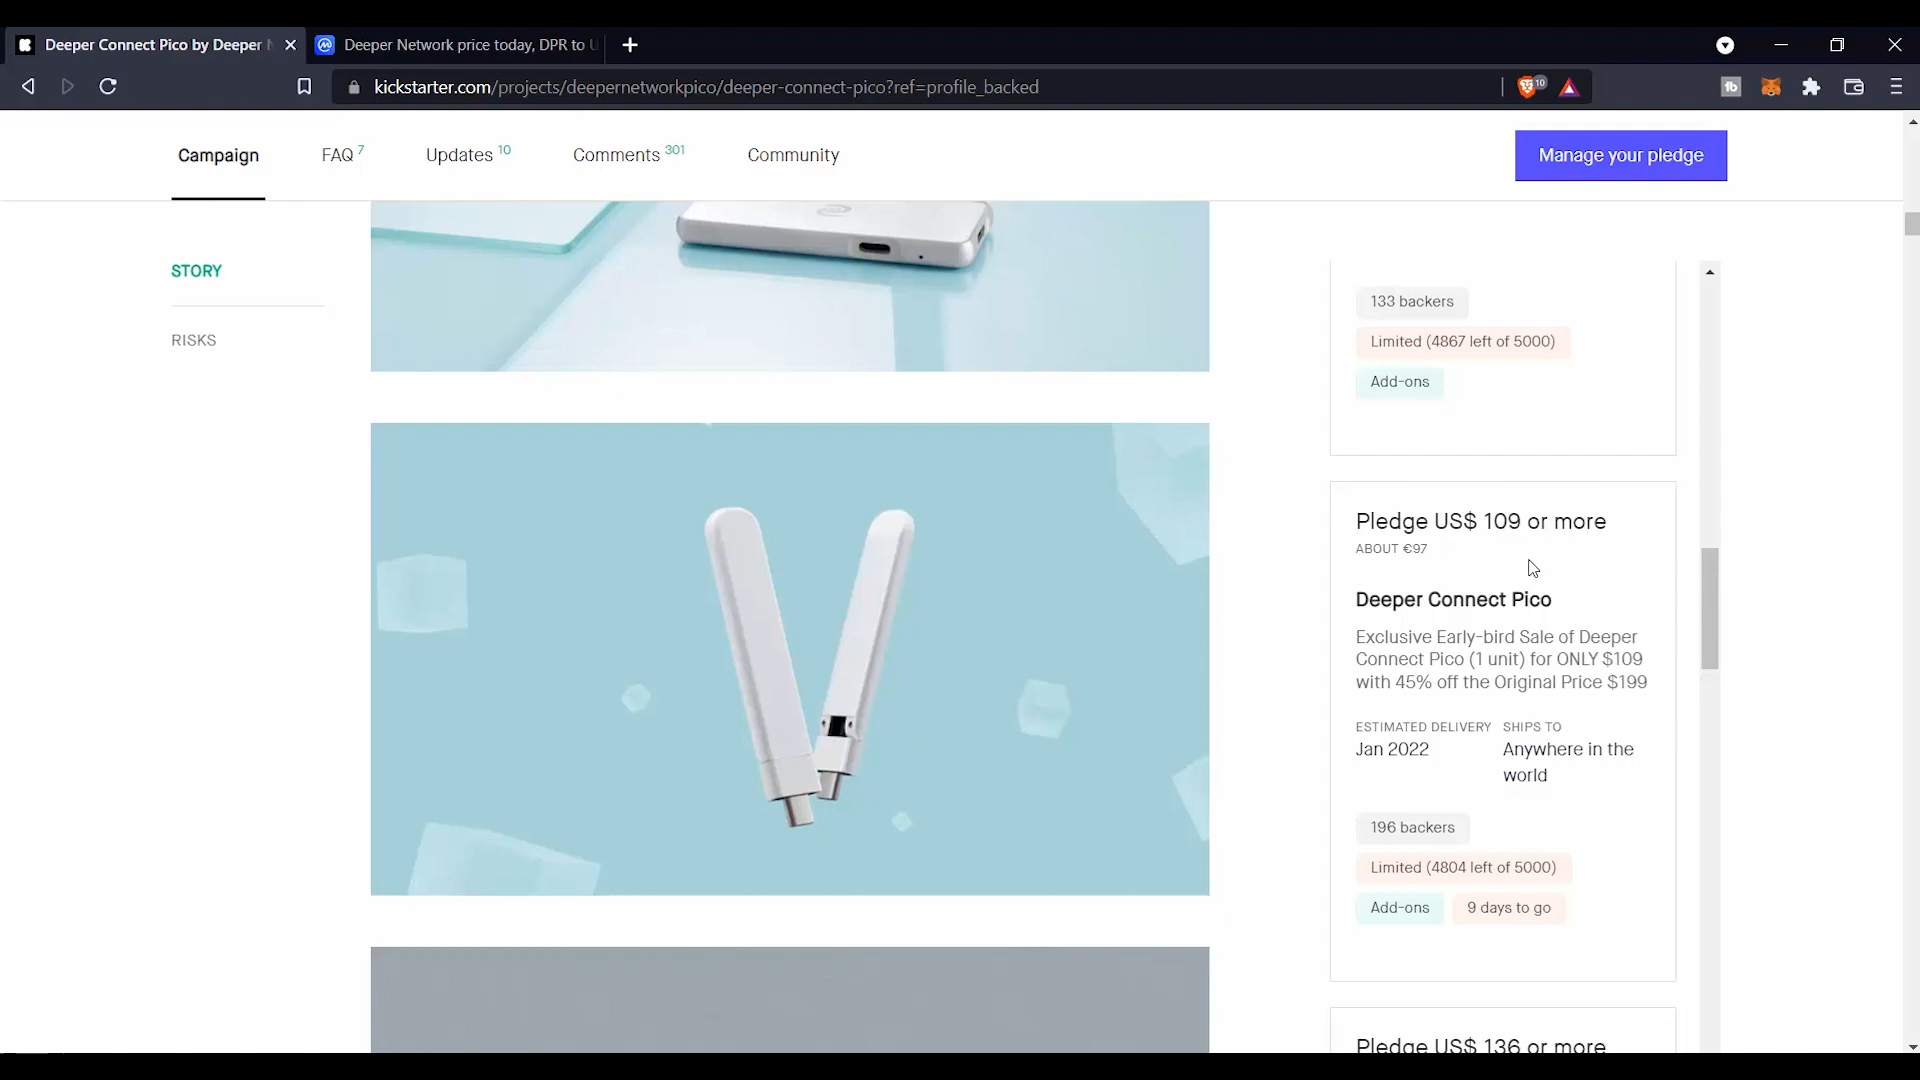 Deeper Connect Pico by Deeper N
Deeper Network price today, DPR to U
kickstarter.com/projects/deepernetworkpico/deeper-connect-pico?ref=profile_backed
10
Campaign
FAQ 7
Updates 10
Comments 301
Community
Manage your pledge
STORY
RISKS
133 backers
Limited (4867 left of 5000)
Add-ons
Pledge US$ 109 or more
ABOUT €97
Deeper Connect Pico
Exclusive Early-bird Sale of Deeper
Connect Pico (1 unit) for ONLY $109
with 45% off the Original Price $199
ESTIMATED DELIVERY SHIPS TO
Jan 2022 Anywhere in the
world
196 backers
Limited (4804 left of 5000)
Add-ons 9 days to go
Pledge US$ 136 or more